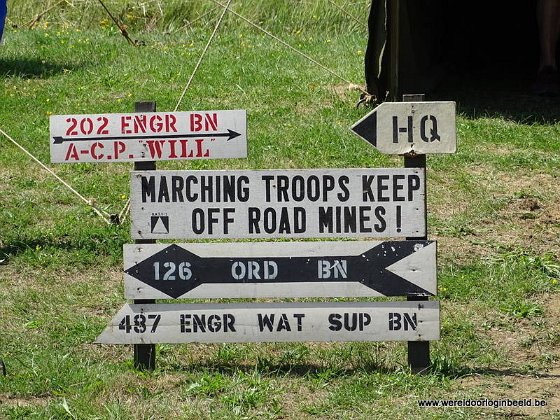 202 ENGR BN
A-C.P. "WILL"
HQ
MARCHING TROOPS KEEP
OFF ROAD MINES!
126 ORD BN
487 ENGR WAT SUP BN
www.wereldoorloginbeeld.be